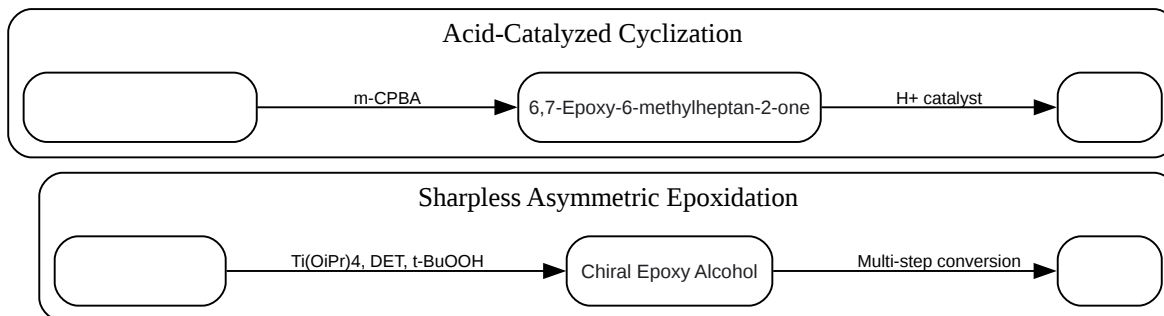 Acid-Catalyzed Cyclization
m-CPBA
6,7-Epoxy-6-methylheptan-2-one
H+ catalyst
Sharpless Asymmetric Epoxidation
Ti(OiPr)4, DET, t-BuOOH
Chiral Epoxy Alcohol
Multi-step conversion